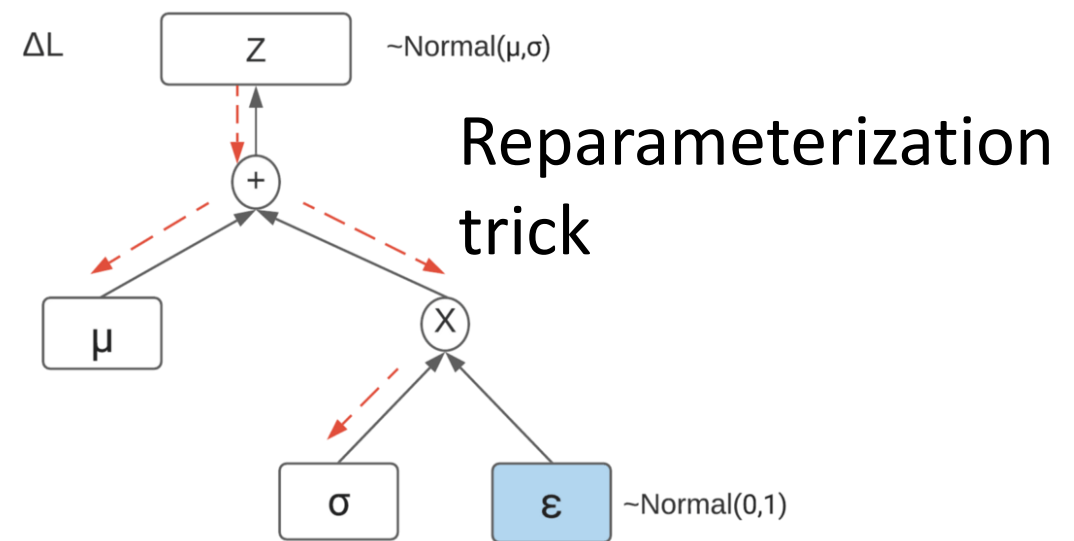 ΔL
Z
~Normal(μ,σ)
Reparameterization
trick
+
μ
X
σ
ε
~Normal(0,1)